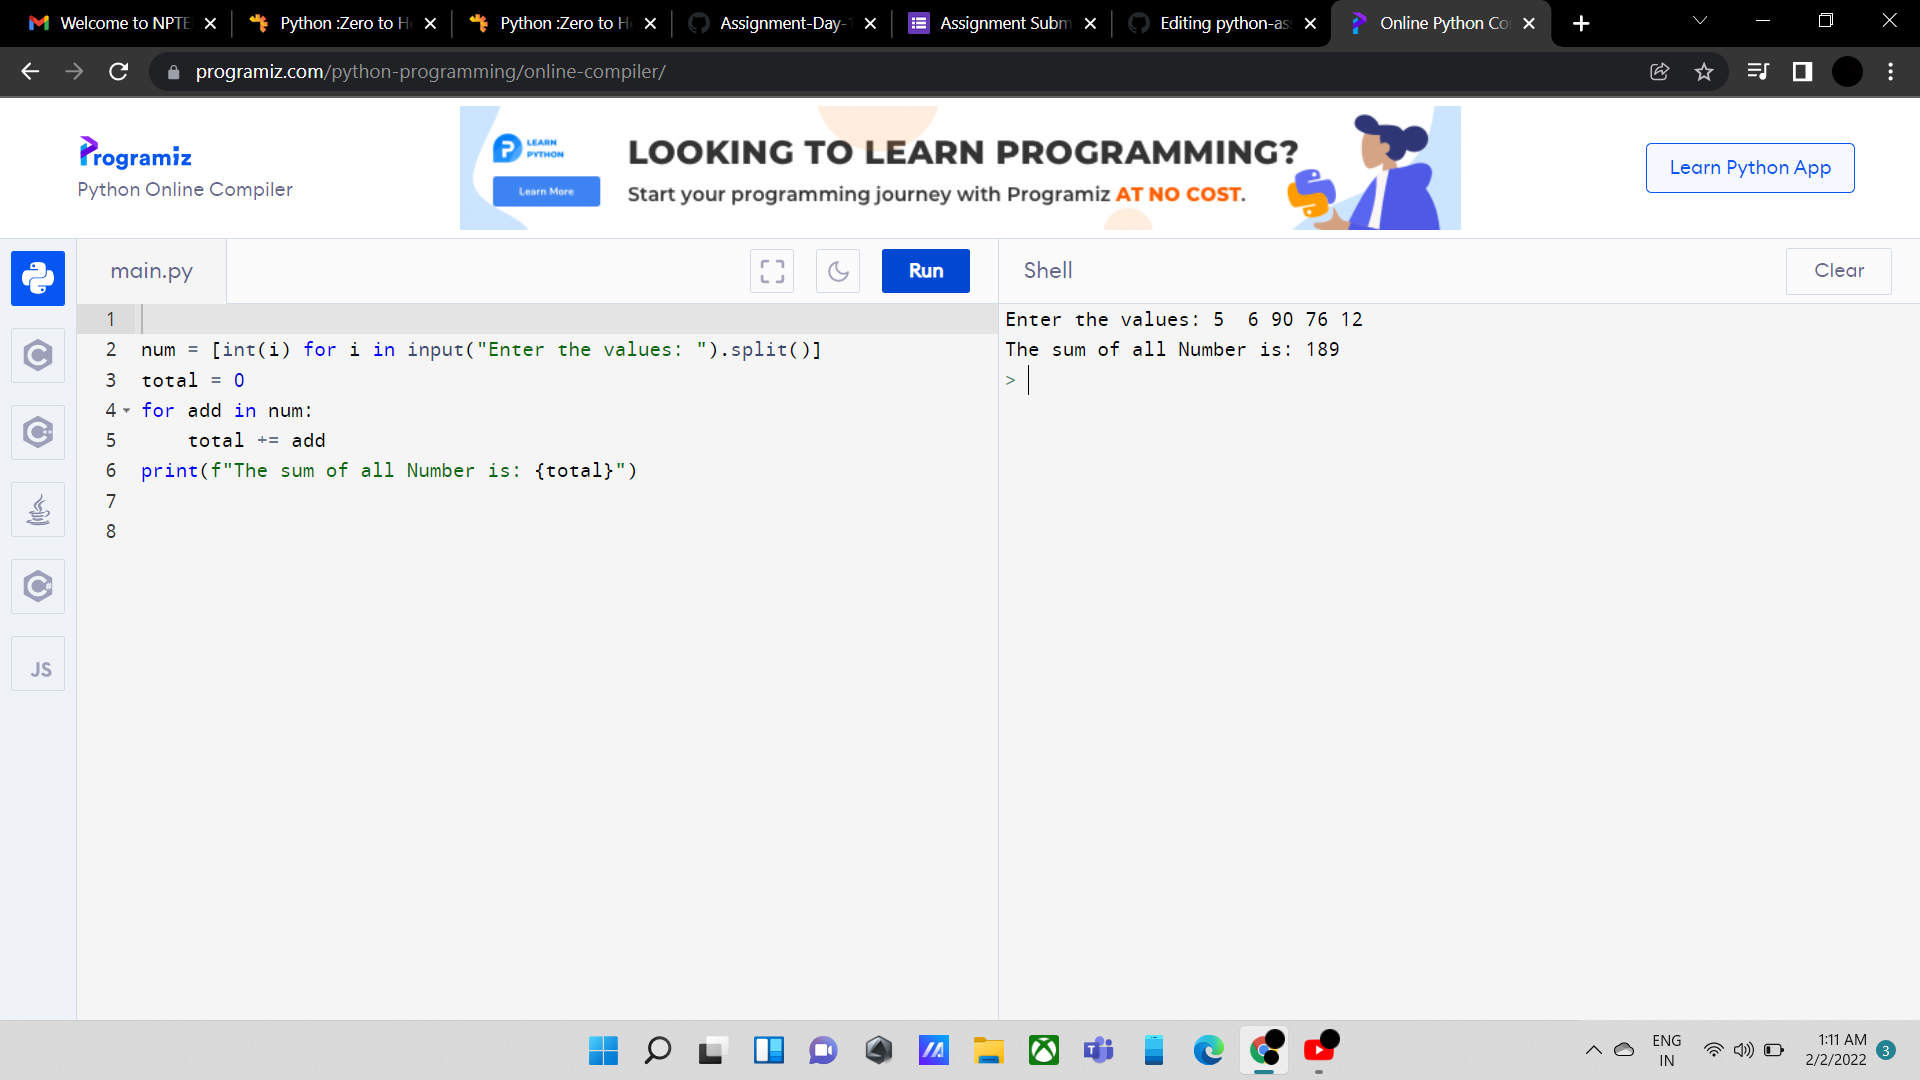 Welcome to NPTE
Python :Zero to H
Python :Zero to H
Assignment-Day-
Assignment Subm
Editing python-as
Online Python Co
programiz.com/python-programming/online-compiler/
Programiz
Python Online Compiler
LEARN
PYTHON
Learn More
LOOKING TO LEARN PROGRAMMING?
Start your programming journey with Programiz AT NO COST.
Learn Python App
main.py
Run
Shell
Clear
1
2 num = [int(i) for i in input("Enter the values: ").split()]
3 total = 0
4 for add in num:
5     total += add
6 print(f"The sum of all Number is: {total}")
7
8
Enter the values: 5  6 90 76 12
The sum of all Number is: 189
>
JS
ENG
IN
1:11 AM
2/2/2022
3